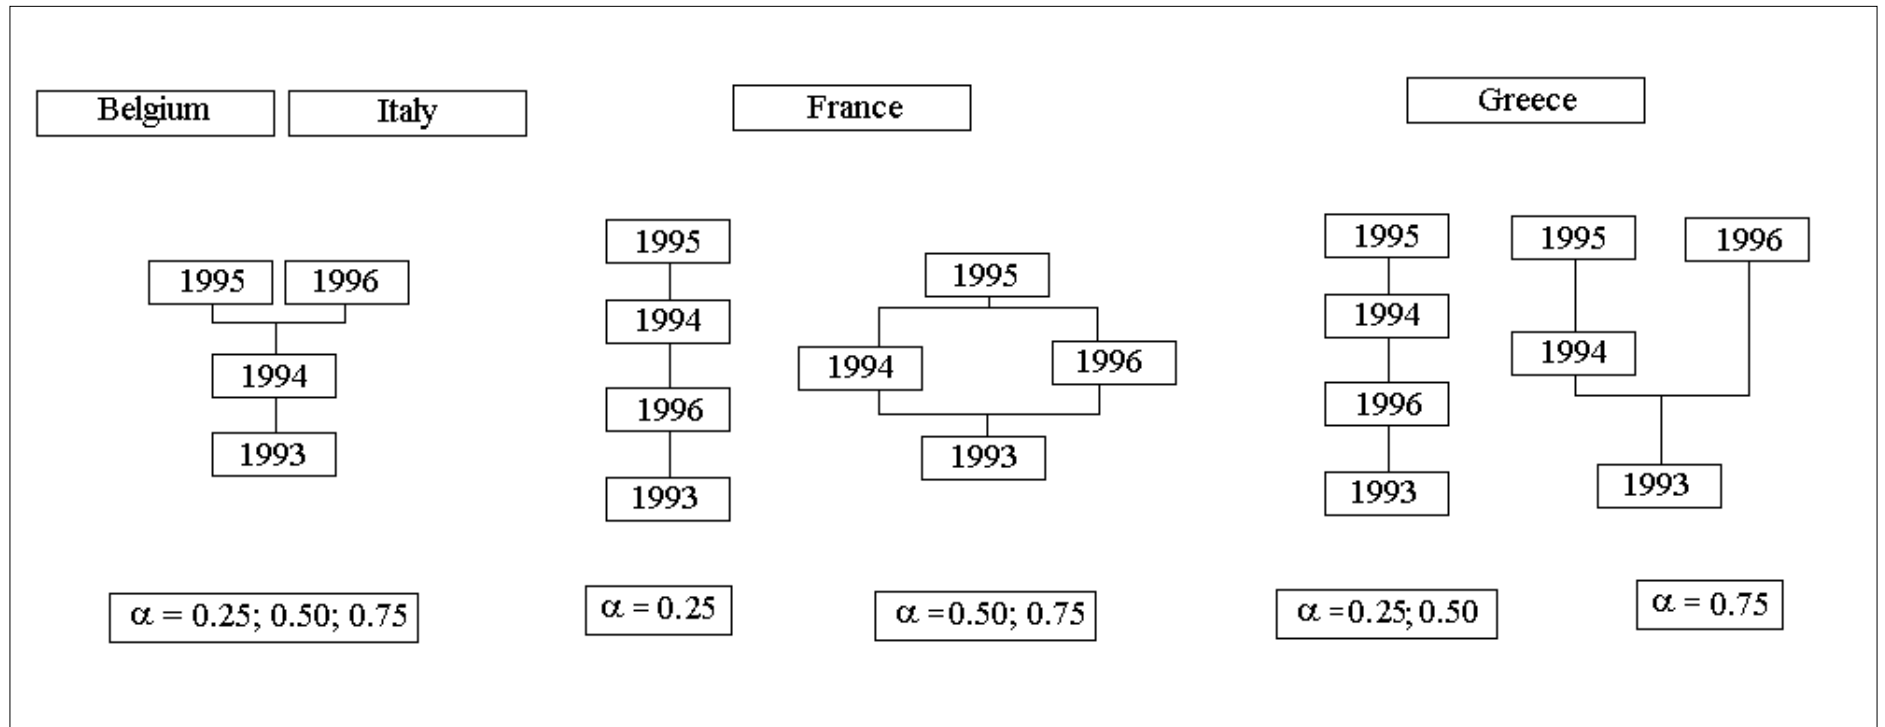 Belgium
Italy
France
Greece
1995
1996
1994
1993
1995
1994
1996
1993
1995
1994
1996
1993
1995
1994
1996
1993
1995
1996
1994
1993
α = 0.25; 0.50; 0.75
α = 0.25
α =0.50; 0.75
α =0.25; 0.50
α = 0.75